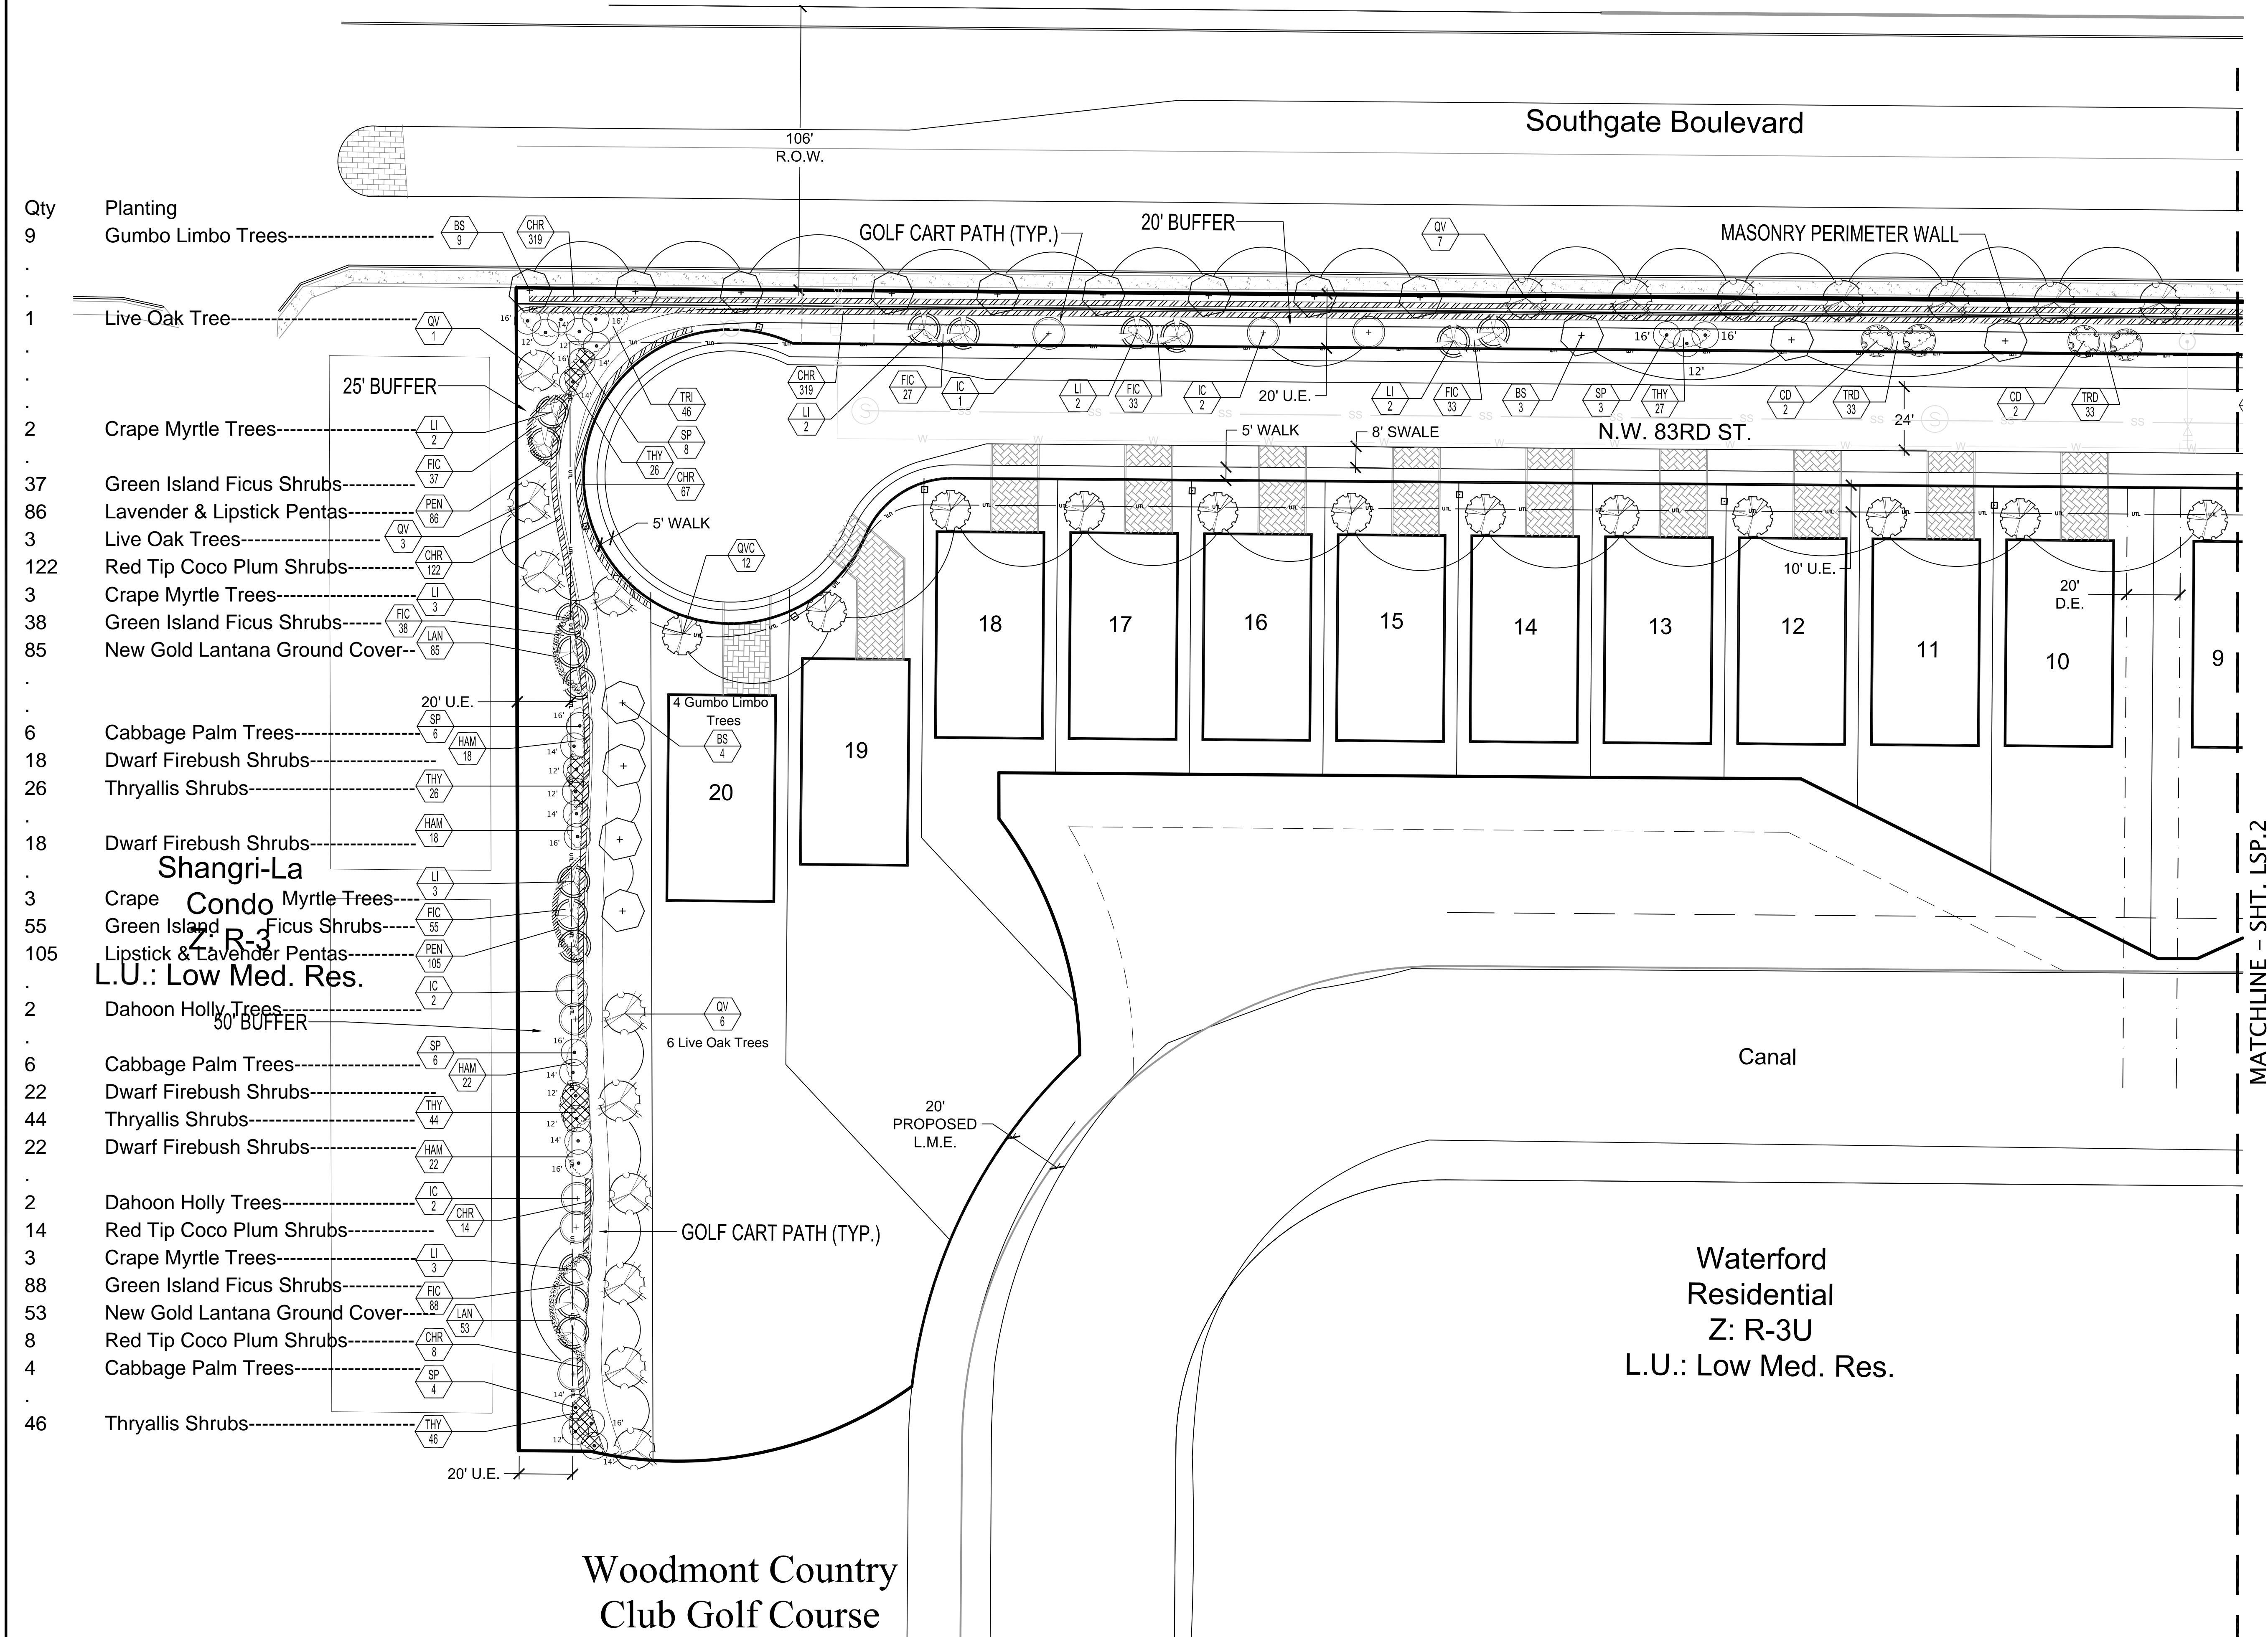 Southgate Boulevard
106'
R.O.W.
Qty Planting
9 Gumbo Limbo Trees---------------------- BS 9
CHR 319
GOLF CART PATH (TYP.)
20' BUFFER
QV 7
MASONRY PERIMETER WALL
.
.
1 Live Oak Tree---------------------------- QV 1
.
.
.
25' BUFFER
2 Crape Myrtle Trees--------------------- LI 2
.
FIC 37
37 Green Island Ficus Shrubs-----------
86 Lavender & Lipstick Pentas---------- PEN 86
3 Live Oak Trees-------------------------- QV 3
122 Red Tip Coco Plum Shrubs--------- CHR 122
3 Crape Myrtle Trees--------------------- LI 3
38 Green Island Ficus Shrubs----------- FIC 38
85 New Gold Lantana Ground Cover-- LAN 85
.
.
20' U.E.
6 Cabbage Palm Trees------------------ SP 6
HAM 18
18 Dwarf Firebush Shrubs----------------
26 Thryallis Shrubs------------------------- THY 26
.
18 Dwarf Firebush Shrubs---------------- HAM 18
.
3 Crape Myrtle Trees--- LI 3
55 Green Island Ficus Shrubs----- FIC 55
105 Lipstick & Lavender Pentas---------- PEN 105
.
IC 2
2 Dahoon Holly Trees--------------------
.
6 Cabbage Palm Trees------------------ SP 6
HAM 22
22 Dwarf Firebush Shrubs----------------
44 Thryallis Shrubs------------------------- THY 44
22 Dwarf Firebush Shrubs---------------- HAM 22
.
2 Dahoon Holly Trees-------------------- IC 2
CHR 14
14 Red Tip Coco Plum Shrubs-----------
3 Crape Myrtle Trees--------------------- LI 3
88 Green Island Ficus Shrubs----------- FIC 88
53 New Gold Lantana Ground Cover---- LAN 53
8 Red Tip Coco Plum Shrubs--------- CHR 8
4 Cabbage Palm Trees------------------ SP 4
.
46 Thryallis Shrubs------------------------- THY 46
20' U.E.
Shangri-La
Condo
Z: R-3
L.U.: Low Med. Res.
50' BUFFER
TRI 46
SP 8
THY 26
CHR 67
5' WALK
QVC 12
CHR 319
LI 2
FIC 27
IC 1
LI 2
FIC 33
IC 2
20' U.E.
LI 2
FIC 33
BS 3
SP 3
THY 27
16'
16'
12'
CD 2
TRD 33
CD 2
TRD 33
24'
5' WALK
8' SWALE
N.W. 83RD ST.
10' U.E.
20'
D.E.
20
19
18
17
16
15
14
13
12
11
10
9
4 Gumbo Limbo
Trees
BS 4
QV 6
6 Live Oak Trees
20'
PROPOSED
L.M.E.
GOLF CART PATH (TYP.)
Canal
Waterford
Residential
Z: R-3U
L.U.: Low Med. Res.
MATCHLINE – SHT. LSP.2
Woodmont Country
Club Golf Course